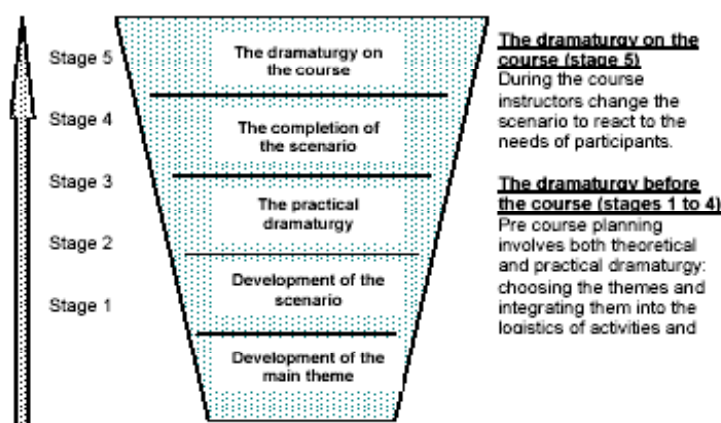 Stage 5
Stage 4
Stage 3
Stage 2
Stage 1
The dramaturgy on
the course
The completion of
the scenario
The practical
dramaturgy
Development of the
scenario
Development of the
main theme
The dramaturgy on the
course (stage 5)
During the course
instructors change the
scenario to react to the
needs of participants.
The dramaturgy before
the course (stages 1 to 4)
Pre course planning
involves both theoretical
and practical dramaturgy:
choosing the themes and
integrating them into the
logistics of activities and